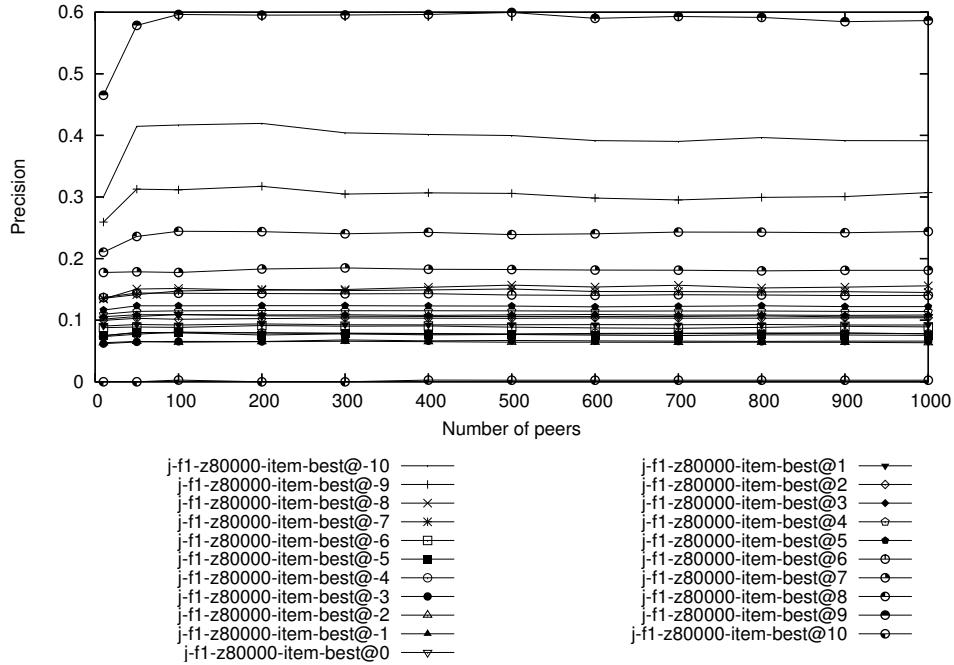 0.6
0.5
0.4
0.3
0.2
0.1
0
Precision
0 100 200 300 400 500 600 700 800 900 1000
Number of peers
j-f1-z80000-item-best@-10
j-f1-z80000-item-best@-9
j-f1-z80000-item-best@-8
j-f1-z80000-item-best@-7
j-f1-z80000-item-best@-6
j-f1-z80000-item-best@-5
j-f1-z80000-item-best@-4
j-f1-z80000-item-best@-3
j-f1-z80000-item-best@-2
j-f1-z80000-item-best@-1
j-f1-z80000-item-best@0
j-f1-z80000-item-best@1
j-f1-z80000-item-best@2
j-f1-z80000-item-best@3
j-f1-z80000-item-best@4
j-f1-z80000-item-best@5
j-f1-z80000-item-best@6
j-f1-z80000-item-best@7
j-f1-z80000-item-best@8
j-f1-z80000-item-best@9
j-f1-z80000-item-best@10